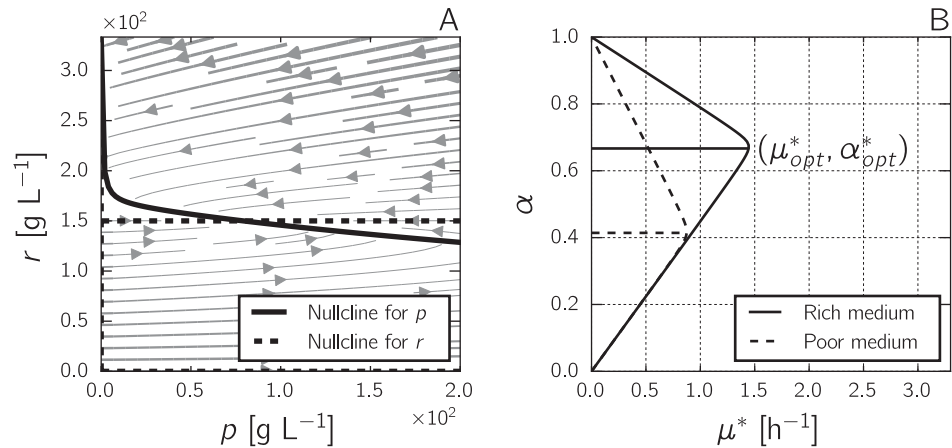 A
×10²
3.0
2.5
2.0
1.5
1.0
0.5
0.0
r [g L⁻¹]
Nullcline for p
Nullcline for r
0.0 0.5 1.0 1.5 2.0
×10²
p [g L⁻¹]
B
1.0
0.8
0.6
0.4
0.2
0.0
α
(μ*opt, α*opt)
Rich medium
Poor medium
0.0 0.5 1.0 1.5 2.0 2.5 3.0
μ* [h⁻¹]